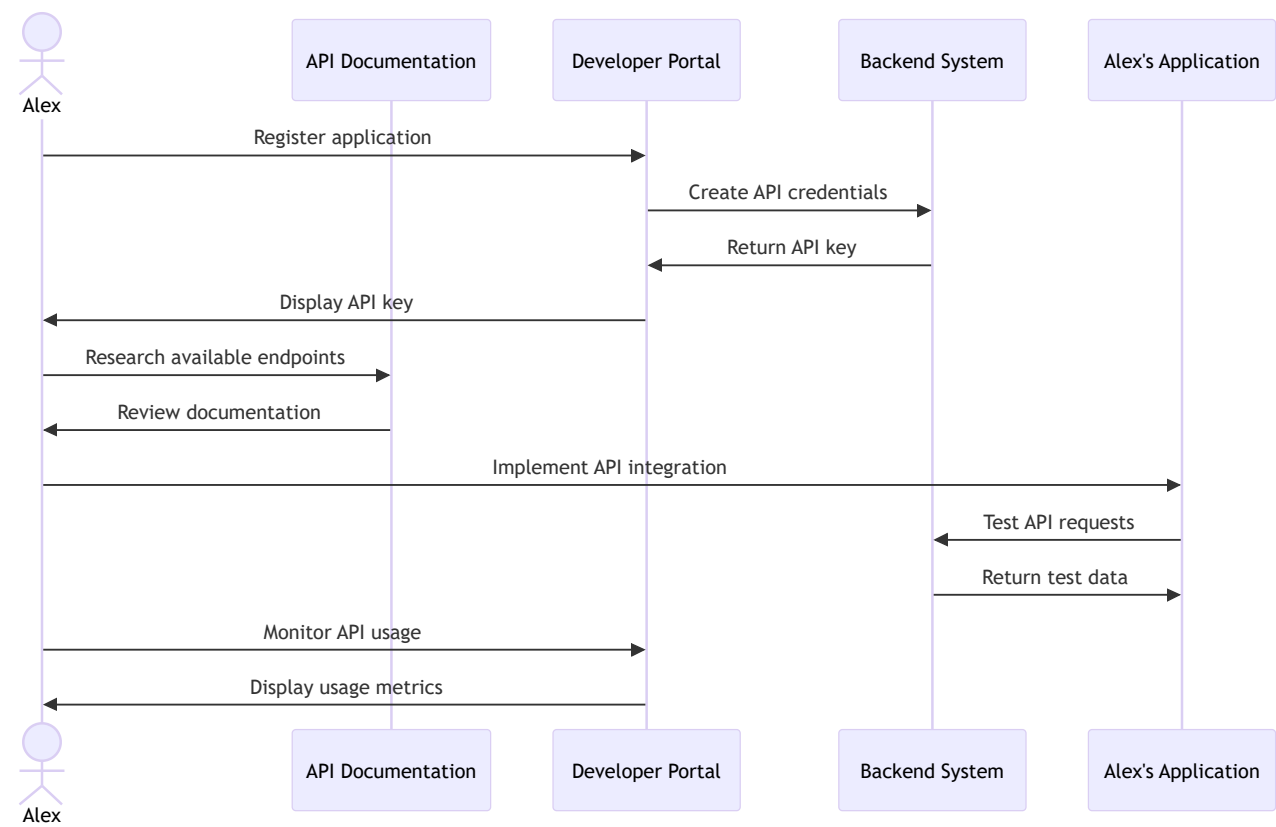 API Documentation
Developer Portal
Backend System
Alex's Application
Alex
Register application
Create API credentials
Return API key
Display API key
Research available endpoints
Review documentation
Implement API integration
Test API requests
Return test data
Monitor API usage
Display usage metrics
API Documentation
Developer Portal
Backend System
Alex's Application
Alex